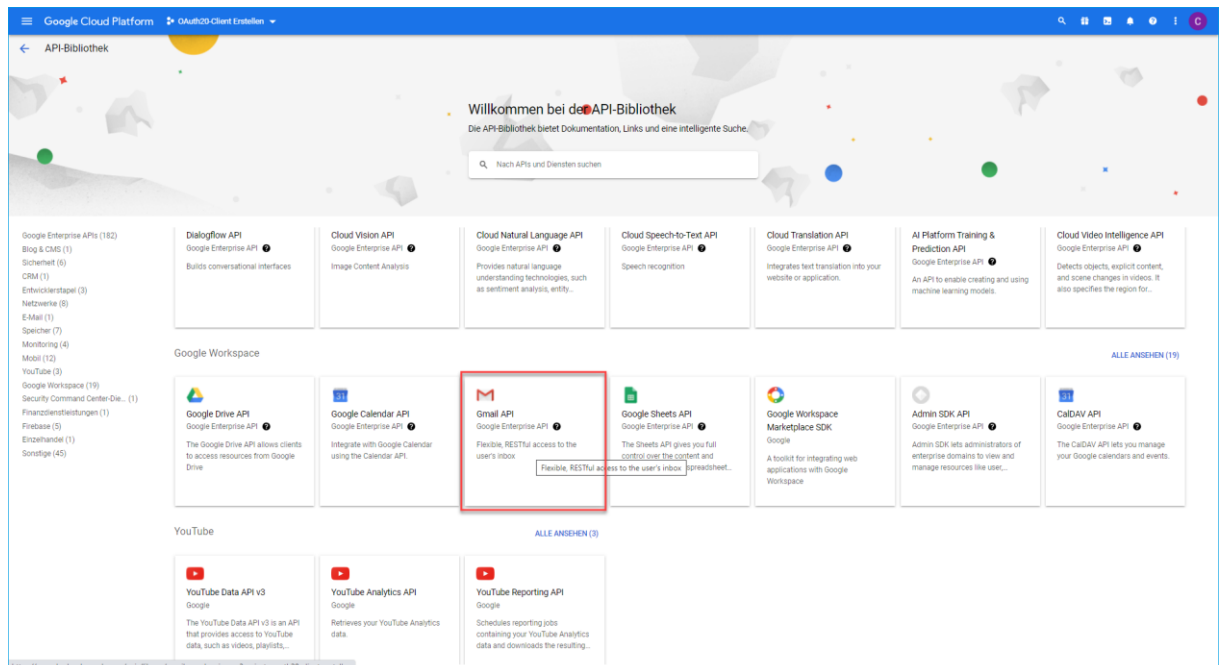 Google Cloud Platform
OAuth20-Client Erstellen
C
API-Bibliothek
Willkommen bei der API-Bibliothek
Die API-Bibliothek bietet Dokumentation, Links und eine intelligente Suche.
Nach APIs und Diensten suchen
Google Enterprise APIs (182)
Blog & CMS (1)
Sicherheit (6)
CRM (1)
Entwicklerstapel (3)
Netzwerke (8)
E-Mail (1)
Speicher (7)
Monitoring (4)
Mobil (12)
YouTube (3)
Google Workspace (19)
Security Command Center-Die... (1)
Finanzdienstleistungen (1)
Firebase (5)
Einzelhandel (1)
Sonstige (45)
Dialogflow API
Google Enterprise API
Builds conversational interfaces
Cloud Vision API
Google Enterprise API
Image Content Analysis
Cloud Natural Language API
Google Enterprise API
Provides natural language
understanding technologies, such
as sentiment analysis, entity...
Cloud Speech-to-Text API
Google Enterprise API
Speech recognition
Cloud Translation API
Google Enterprise API
Integrates text translation into your
website or application.
AI Platform Training &
Prediction API
Google Enterprise API
An API to enable creating and using
machine learning models.
Cloud Video Intelligence API
Google Enterprise API
Detects objects, explicit content,
and scene changes in videos. It
also specifies the region for...
Google Workspace
ALLE ANSEHEN (19)
Google Drive API
Google Enterprise API
The Google Drive API allows clients
to access resources from Google
Drive
31
Google Calendar API
Google Enterprise API
Integrate with Google Calendar
using the Calendar API.
Gmail API
Google Enterprise API
Flexible, RESTful access to the
user's inbox
Flexible, RESTful access to the user's inbox
Google Sheets API
Google Enterprise API
The Sheets API gives you full
control over the content and
spreadsheet...
Google Workspace
Marketplace SDK
Google
A toolkit for integrating web
applications with Google
Workspace
Admin SDK API
Google Enterprise API
Admin SDK lets administrators of
enterprise domains to view and
manage resources like user,...
31
CalDAV API
Google Enterprise API
The CalDAV API lets you manage
your Google calendars and events.
YouTube
ALLE ANSEHEN (3)
YouTube Data API v3
Google
The YouTube Data API v3 is an API
that provides access to YouTube
data, such as videos, playlists,...
YouTube Analytics API
Google
Retrieves your YouTube Analytics
data.
YouTube Reporting API
Google
Schedules reporting jobs
containing your YouTube Analytics
data and downloads the resulting...